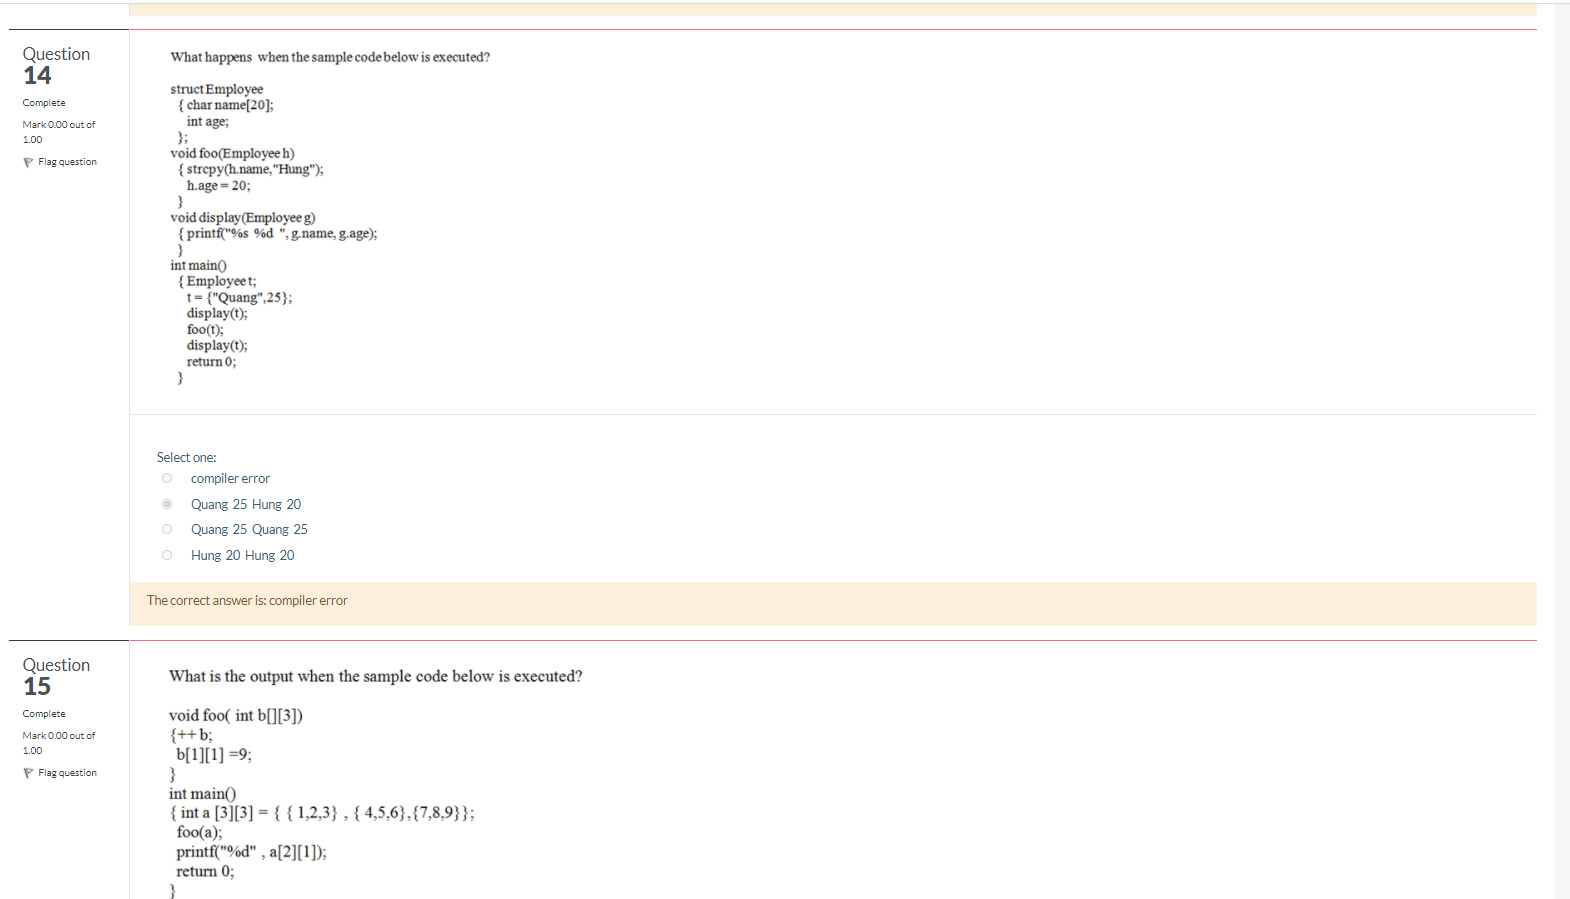 Question
14
Complete
Mark 0.00 out of
1.00
Flag question
What happens when the sample code below is executed?
struct Employee
{ char name[20];
int age;
};
void foo(Employee h)
{ strcpy(h.name,"Hung");
h.age = 20;
}
void display(Employee g)
{ printf("%s %d ", g.name, g.age);
}
int main()
{ Employee t;
t = {"Quang",25};
display(t);
foo(t);
display(t);
return 0;
}
Select one:
compiler error
Quang 25 Hung 20
Quang 25 Quang 25
Hung 20 Hung 20
The correct answer is: compiler error
Question
15
Complete
Mark 0.00 out of
1.00
Flag question
What is the output when the sample code below is executed?
void foo( int b[][3])
{++ b;
b[1][1] =9;
}
int main()
{ int a [3][3] = { { 1,2,3} , { 4,5,6},{7,8,9}};
foo(a);
printf("%d" , a[2][1]);
return 0;
}